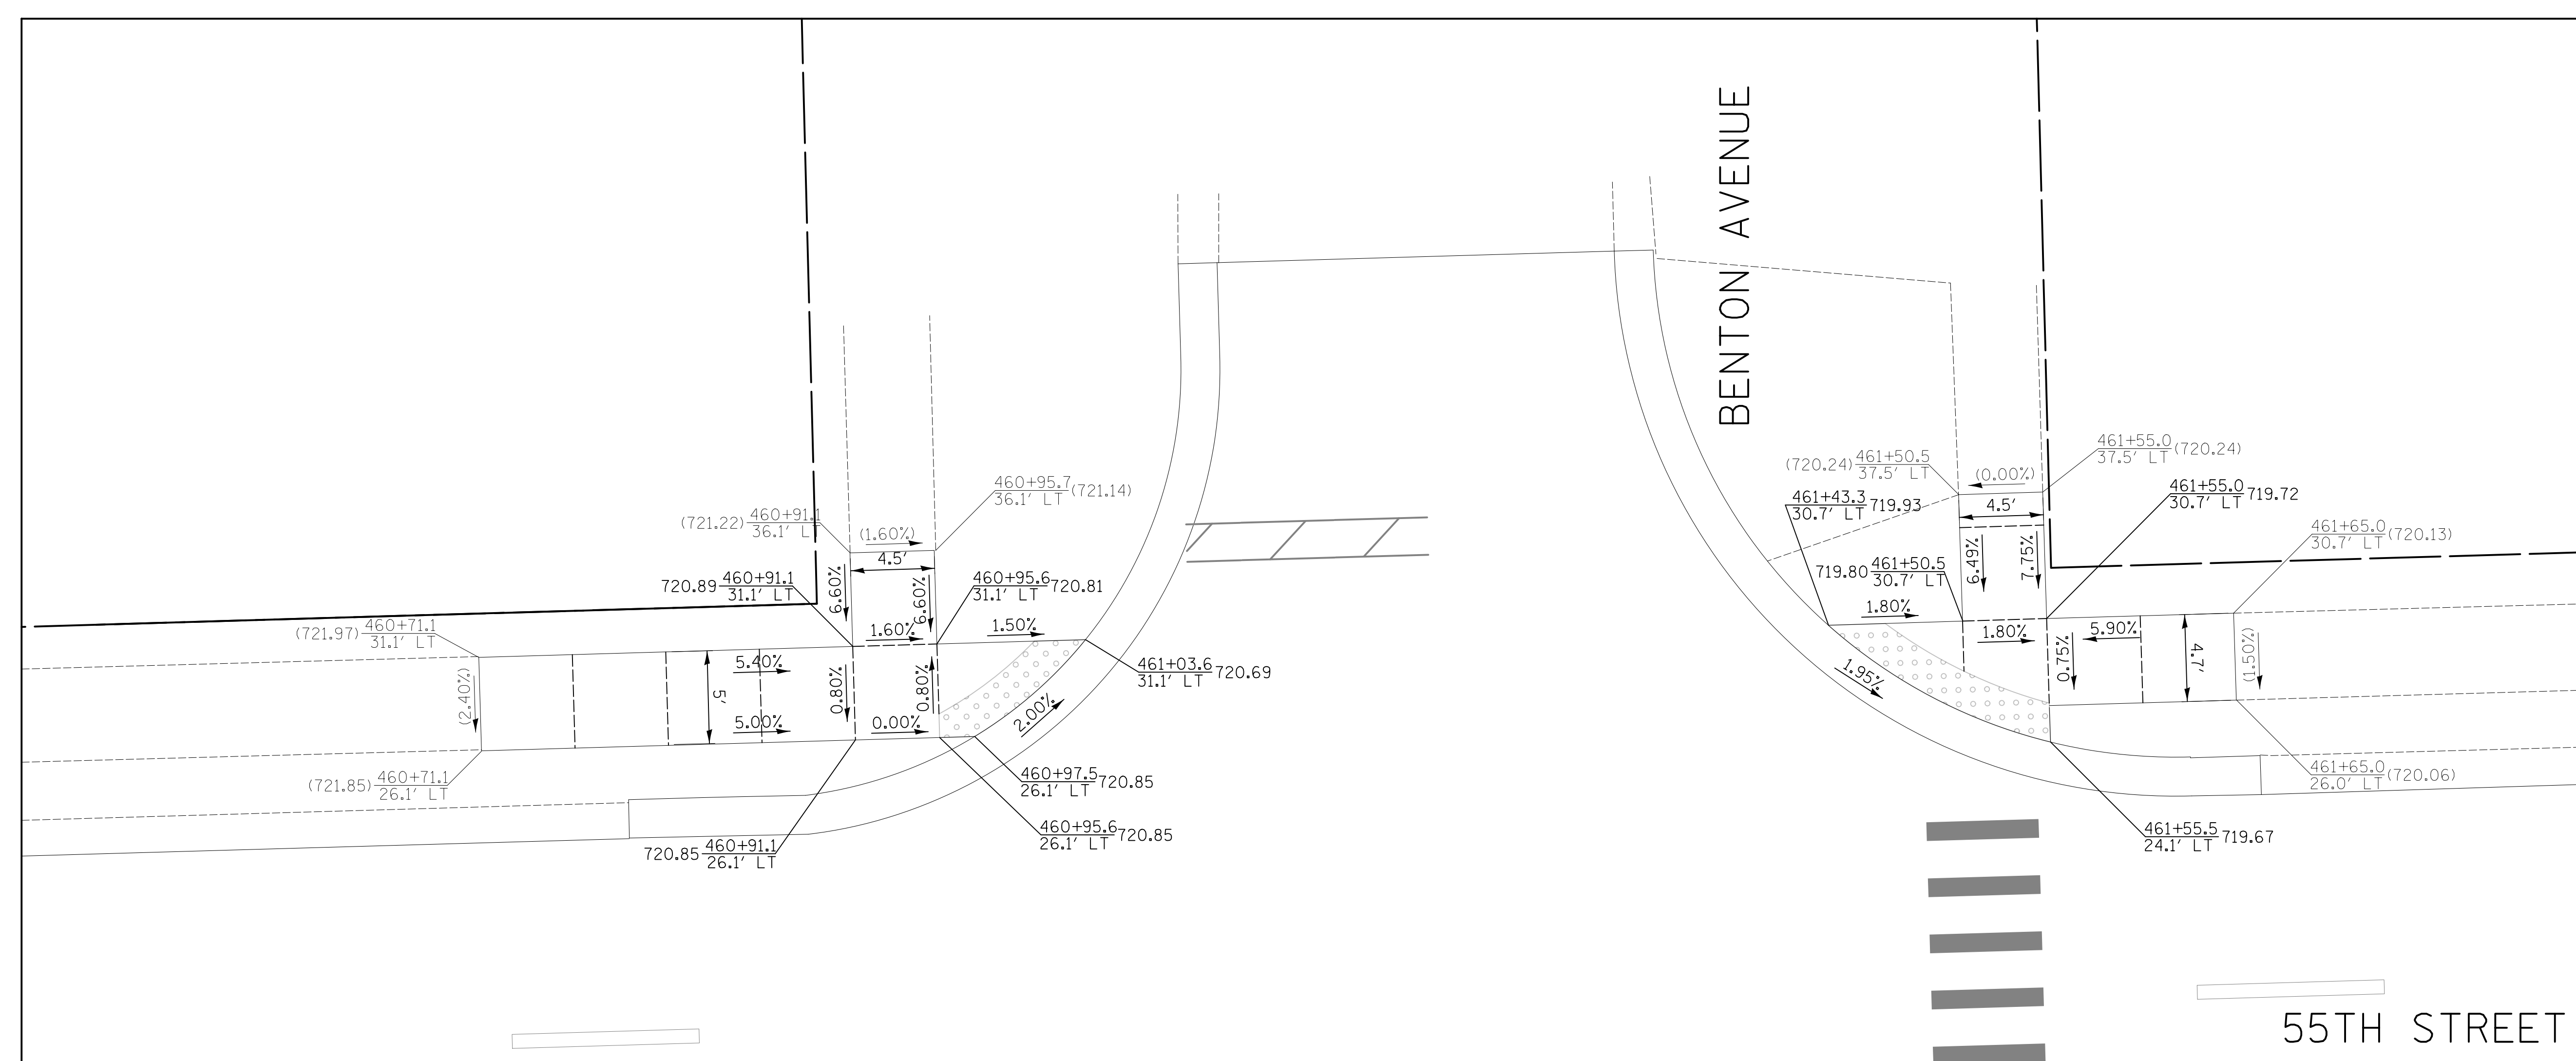 BENTON AVENUE
(721.97) 460+71.1
31.1' LT
(2.40%)
(721.85) 460+71.1
26.1' LT
5.40%
5'
5.00%
(721.22) 460+91.1
36.1' LT
(1.60%)
4.5'
460+95.7 (721.14)
36.1' LT
720.89 460+91.1
31.1' LT
6.60%
6.60%
460+95.6 720.81
31.1' LT
1.60%
1.50%
0.80%
0.80%
0.00%
2.00%
461+03.6 720.69
31.1' LT
460+97.5 720.85
26.1' LT
460+95.6 720.85
26.1' LT
720.85 460+91.1
26.1' LT
(720.24) 461+50.5
37.5' LT
(0.00%)
461+55.0 (720.24)
37.5' LT
461+43.3 719.93
30.7' LT
4.5'
461+55.0 719.72
30.7' LT
719.80 461+50.5
30.7' LT
6.49%
7.75%
461+65.0 (720.13)
30.7' LT
1.80%
1.80%
5.90%
0.75%
4.7'
(1.50%)
1.95%
461+65.0 (720.06)
26.0' LT
461+55.5 719.67
24.1' LT
55TH STREET